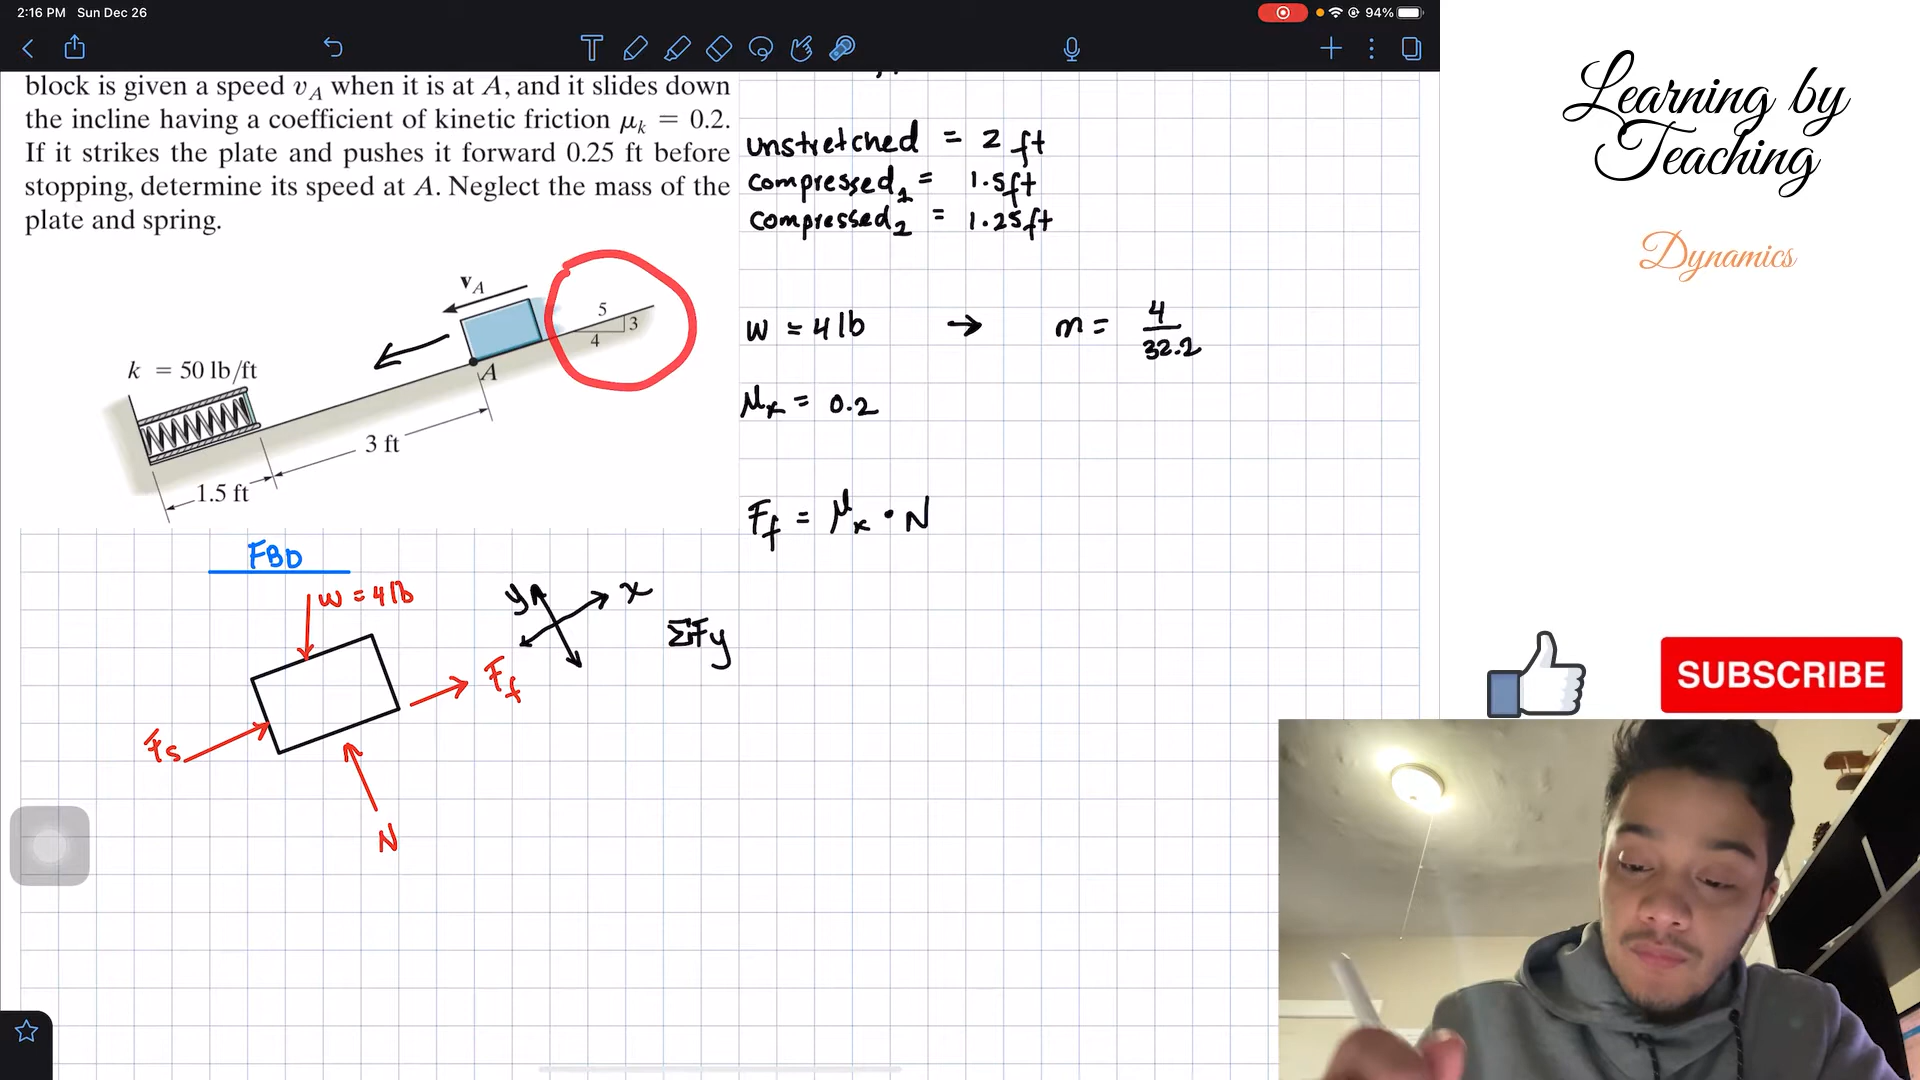 2:16 PM Sun Dec 26
94%
block is given a speed v_A when it is at A, and it slides down
the incline having a coefficient of kinetic friction μ_k = 0.2.
If it strikes the plate and pushes it forward 0.25 ft before
stopping, determine its speed at A. Neglect the mass of the
plate and spring.
v_A
5
3
4
A
k = 50 lb/ft
3 ft
1.5 ft
unstretched = 2 ft
compressed_1 = 1.5ft
compressed_2 = 1.25ft
w = 4 lb → m = 4/32.2
μ_k = 0.2
F_f = μ_k • N
FBD
w = 4 lb
y
x
ΣFy
F_f
F_s
N
Learning by
Teaching
Dynamics
SUBSCRIBE